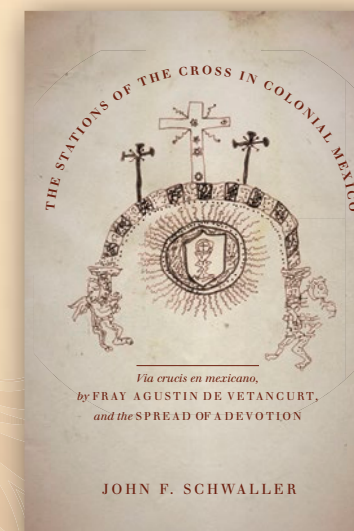 THE STATIONS OF THE CROSS IN COLONIAL MEXICO
Via crucis en mexicano,
by FRAY AGUSTIN DE VETANCURT,
and the SPREAD OF A DEVOTION
JOHN F. SCHWALLER